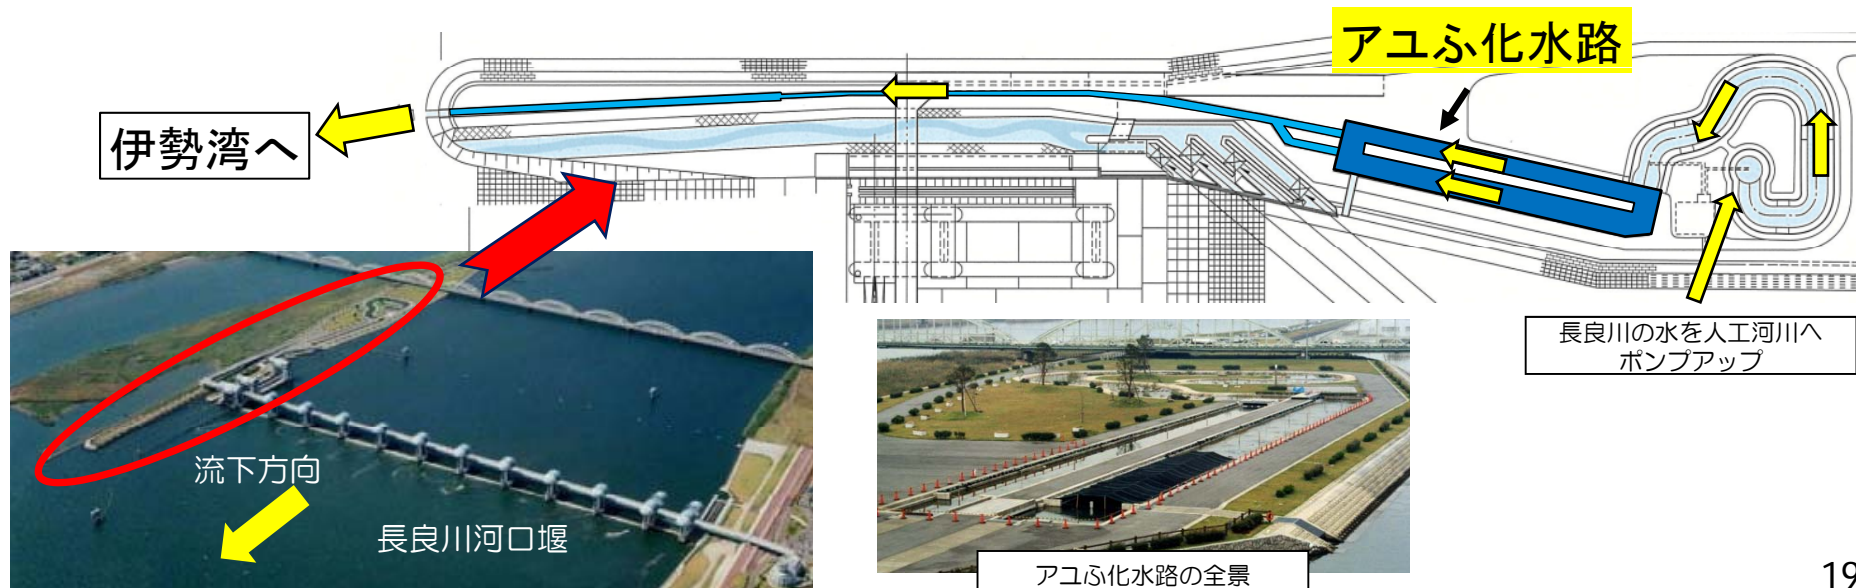 アユふ化水路
伊勢湾へ
長良川の水を人工河川へ
ポンプアップ
流下方向
長良川河口堰
アユふ化水路の全景
19